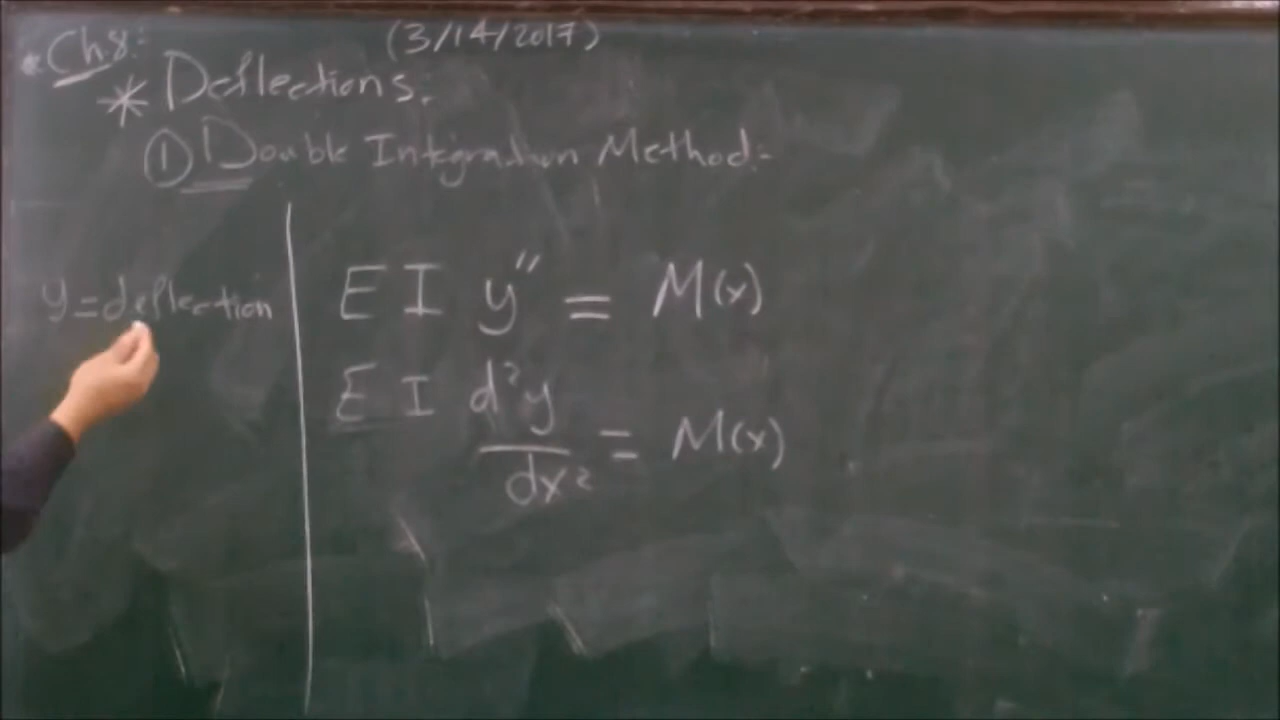 Ch.8:
(3/14/2017)
* Deflections:
① Double Integration Method:
y = deflection
E I y" = M(x)
E I d²y
/dx² = M(x)